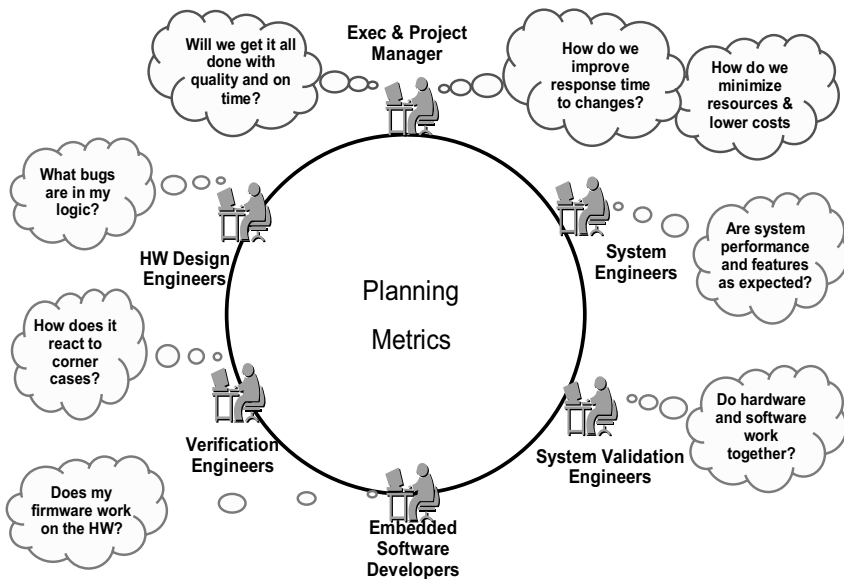 Exec & Project
Manager
Will we get it all
done with
quality and on
time?
How do we
improve
response time
to changes?
How do we
minimize
resources &
lower costs
What bugs
are in my
logic?
HW Design
Engineers
System
Engineers
Are system
performance
and features
as expected?
Planning
Metrics
How does it
react to
corner
cases?
Verification
Engineers
System Validation
Engineers
Do hardware
and software
work
together?
Does my
firmware work
on the HW?
Embedded
Software
Developers